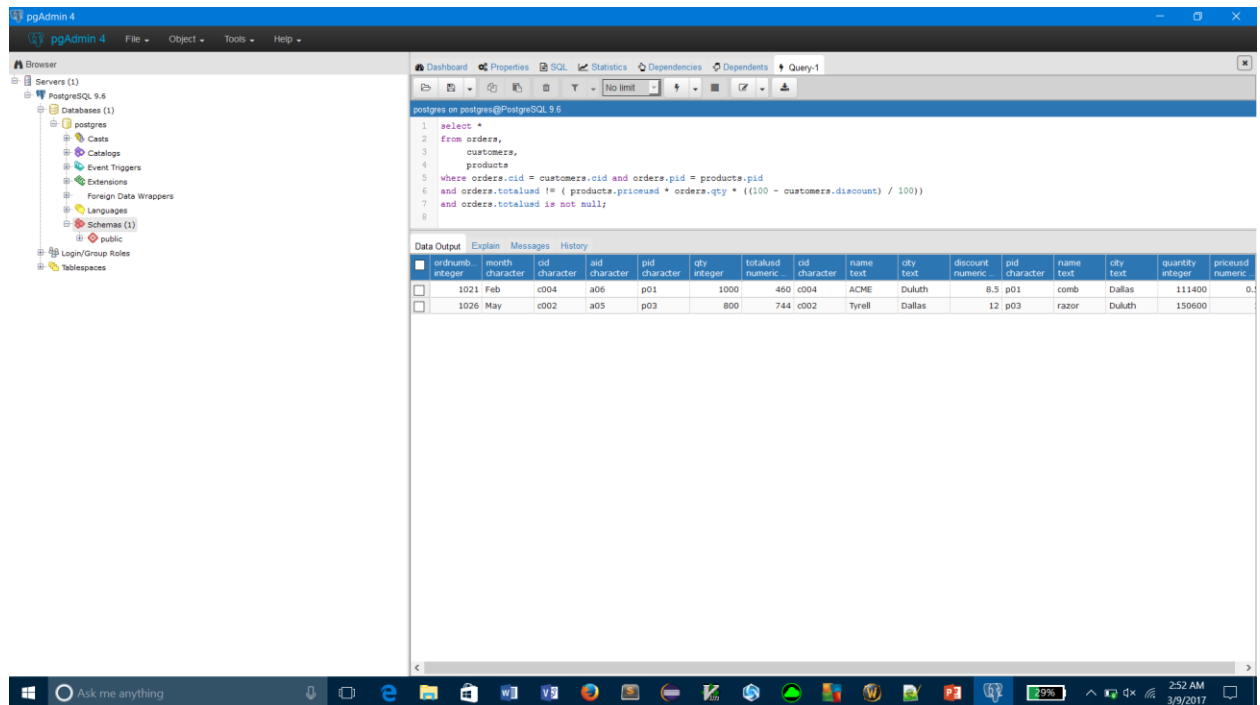 pgAdmin 4
pgAdmin 4 File Object Tools Help
Browser
Servers (1)
PostgreSQL 9.6
Databases (1)
postgres
Casts
Catalogs
Event Triggers
Extensions
Foreign Data Wrappers
Languages
Schemas (1)
public
Login/Group Roles
Tablespaces
Dashboard Properties SQL Statistics Dependencies Dependents Query-1
No limit
postgres on postgres@PostgreSQL 9.6
1 select *
2 from orders,
3 customers,
4 products
5 where orders.cid = customers.cid and orders.pid = products.pid
6 and orders.totalusd != ( products.priceusd * orders.qty * ((100 - customers.discount) / 100))
7 and orders.totalusd is not null;
8
Data Output Explain Messages History
ordnumb... month cid aid pid qty totalusd cid name city discount pid name city quantity priceusd
integer character character character character integer numeric ... character text text numeric ... character text text integer numeric ...
1021 Feb c004 a06 p01 1000 460 c004 ACME Duluth 8.5 p01 comb Dallas 111400
1026 May c002 a05 p03 800 744 c002 Tyrell Dallas 12 p03 razor Duluth 150600
Ask me anything
29%
2:52 AM
3/9/2017